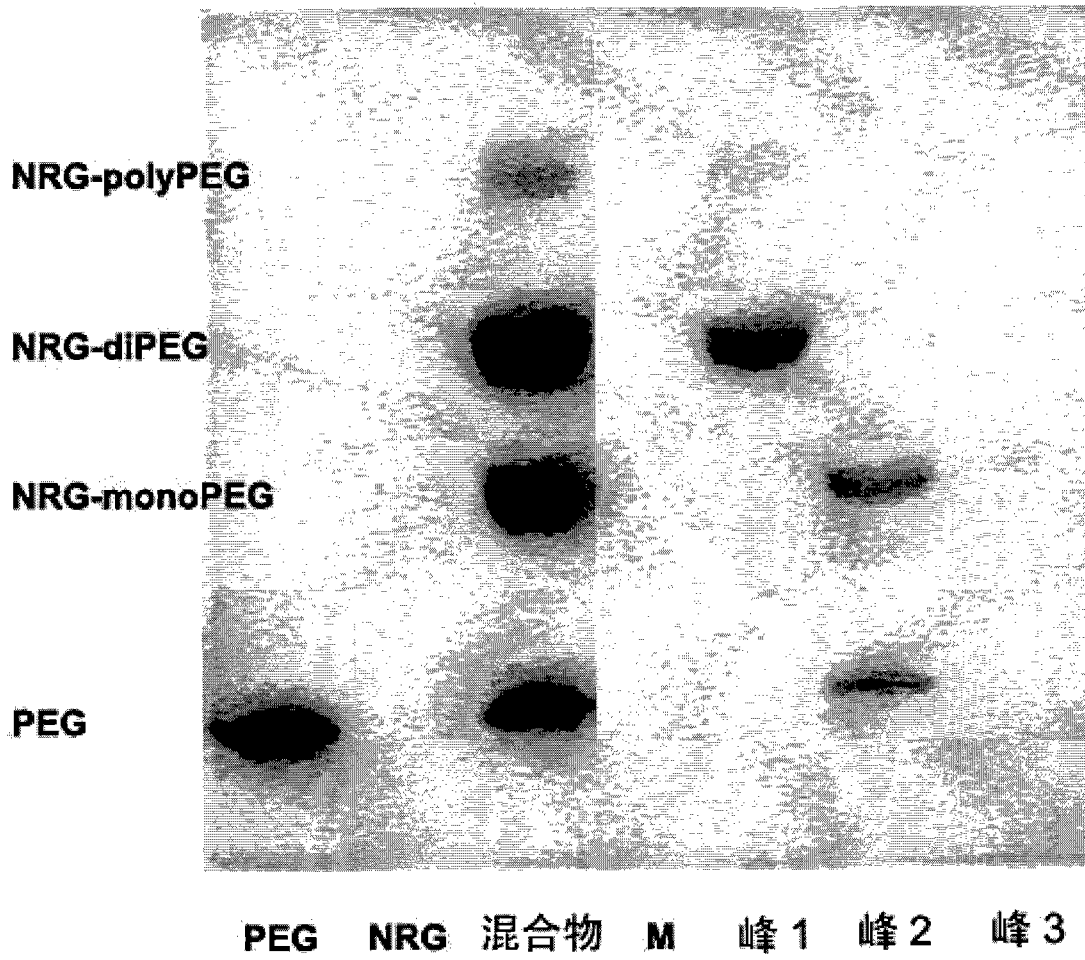 NRG-polyPEG
NRG-diPEG
NRG-monoPEG
PEG
PEG NRG 混合物 M 峰 1 峰 2 峰 3